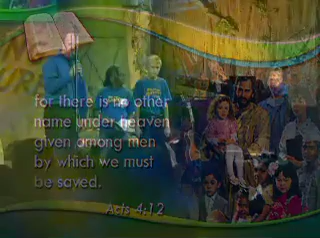 for there is no other
name under heaven
given among men
by which we must
be saved.
Acts 4:12